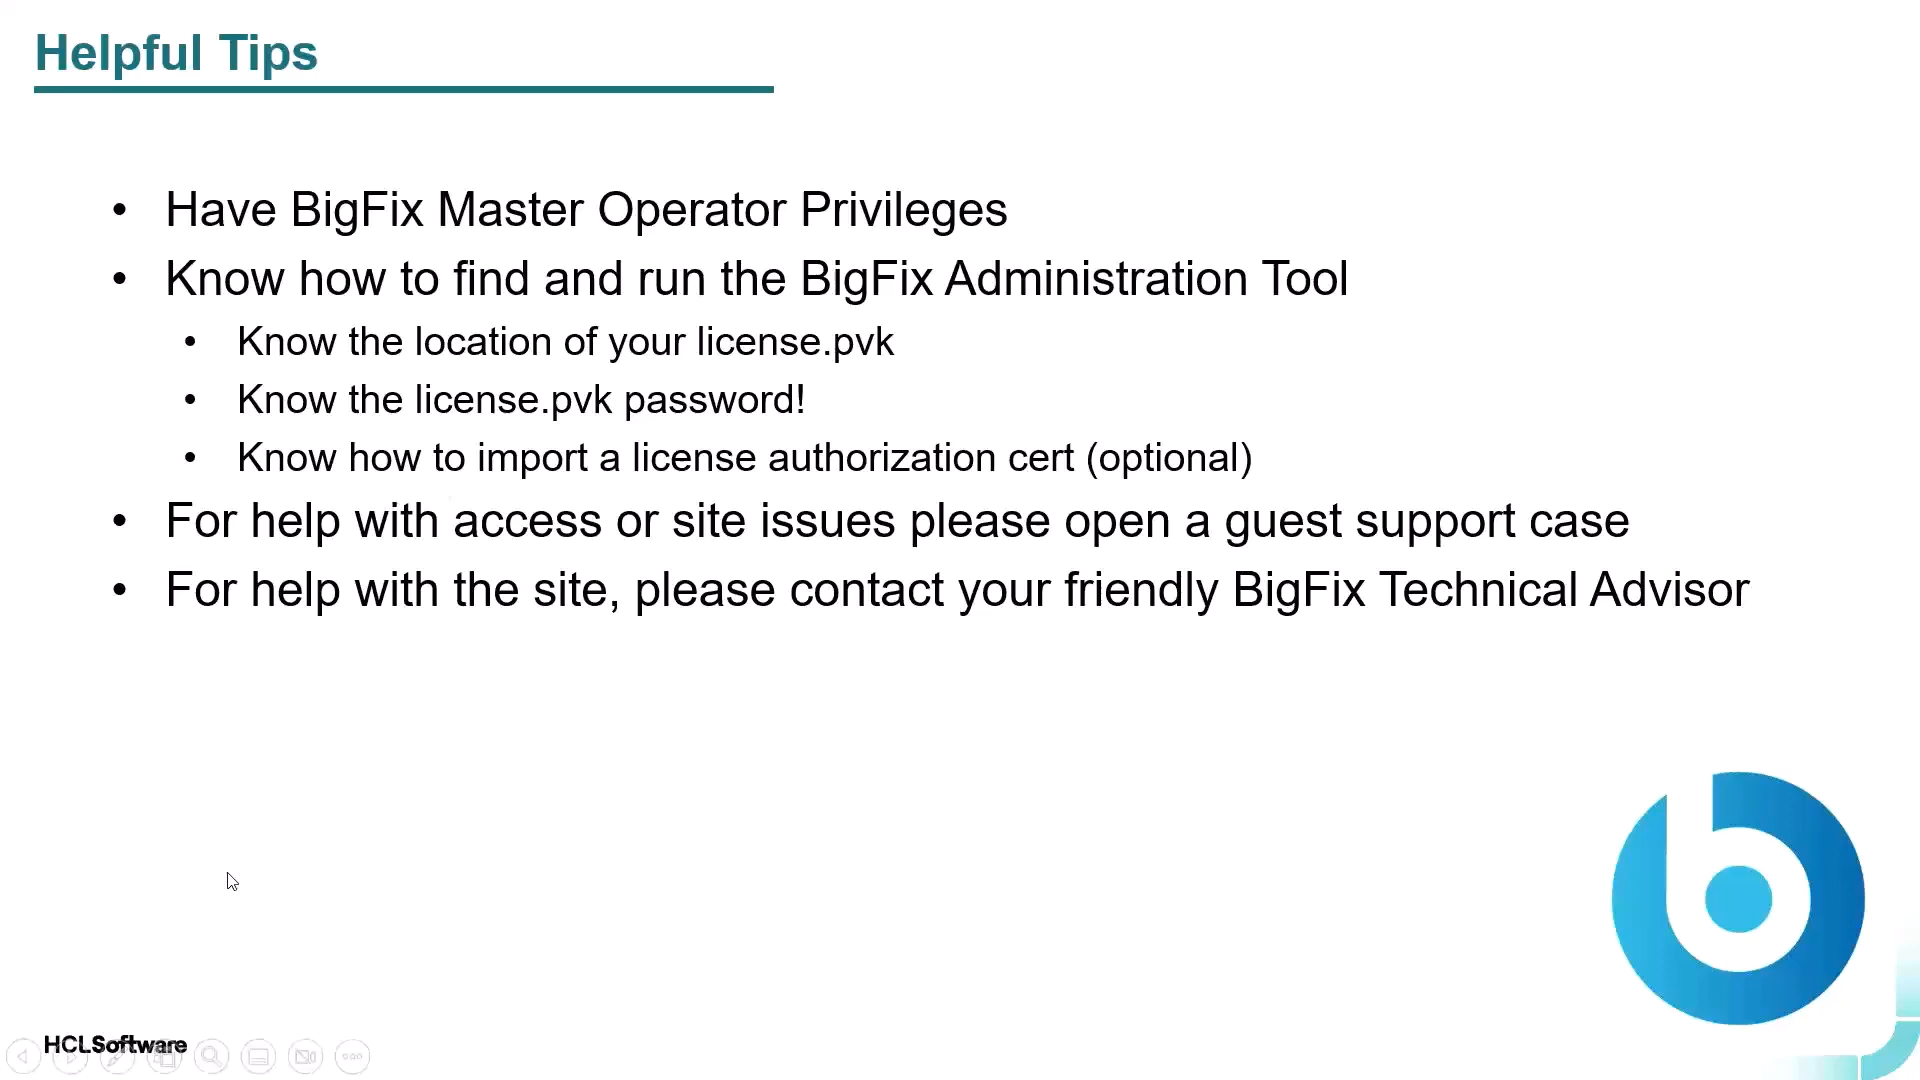 Helpful Tips
• Have BigFix Master Operator Privileges
• Know how to find and run the BigFix Administration Tool
• Know the location of your license.pvk
• Know the license.pvk password!
• Know how to import a license authorization cert (optional)
• For help with access or site issues please open a guest support case
• For help with the site, please contact your friendly BigFix Technical Advisor
HCLSoftware